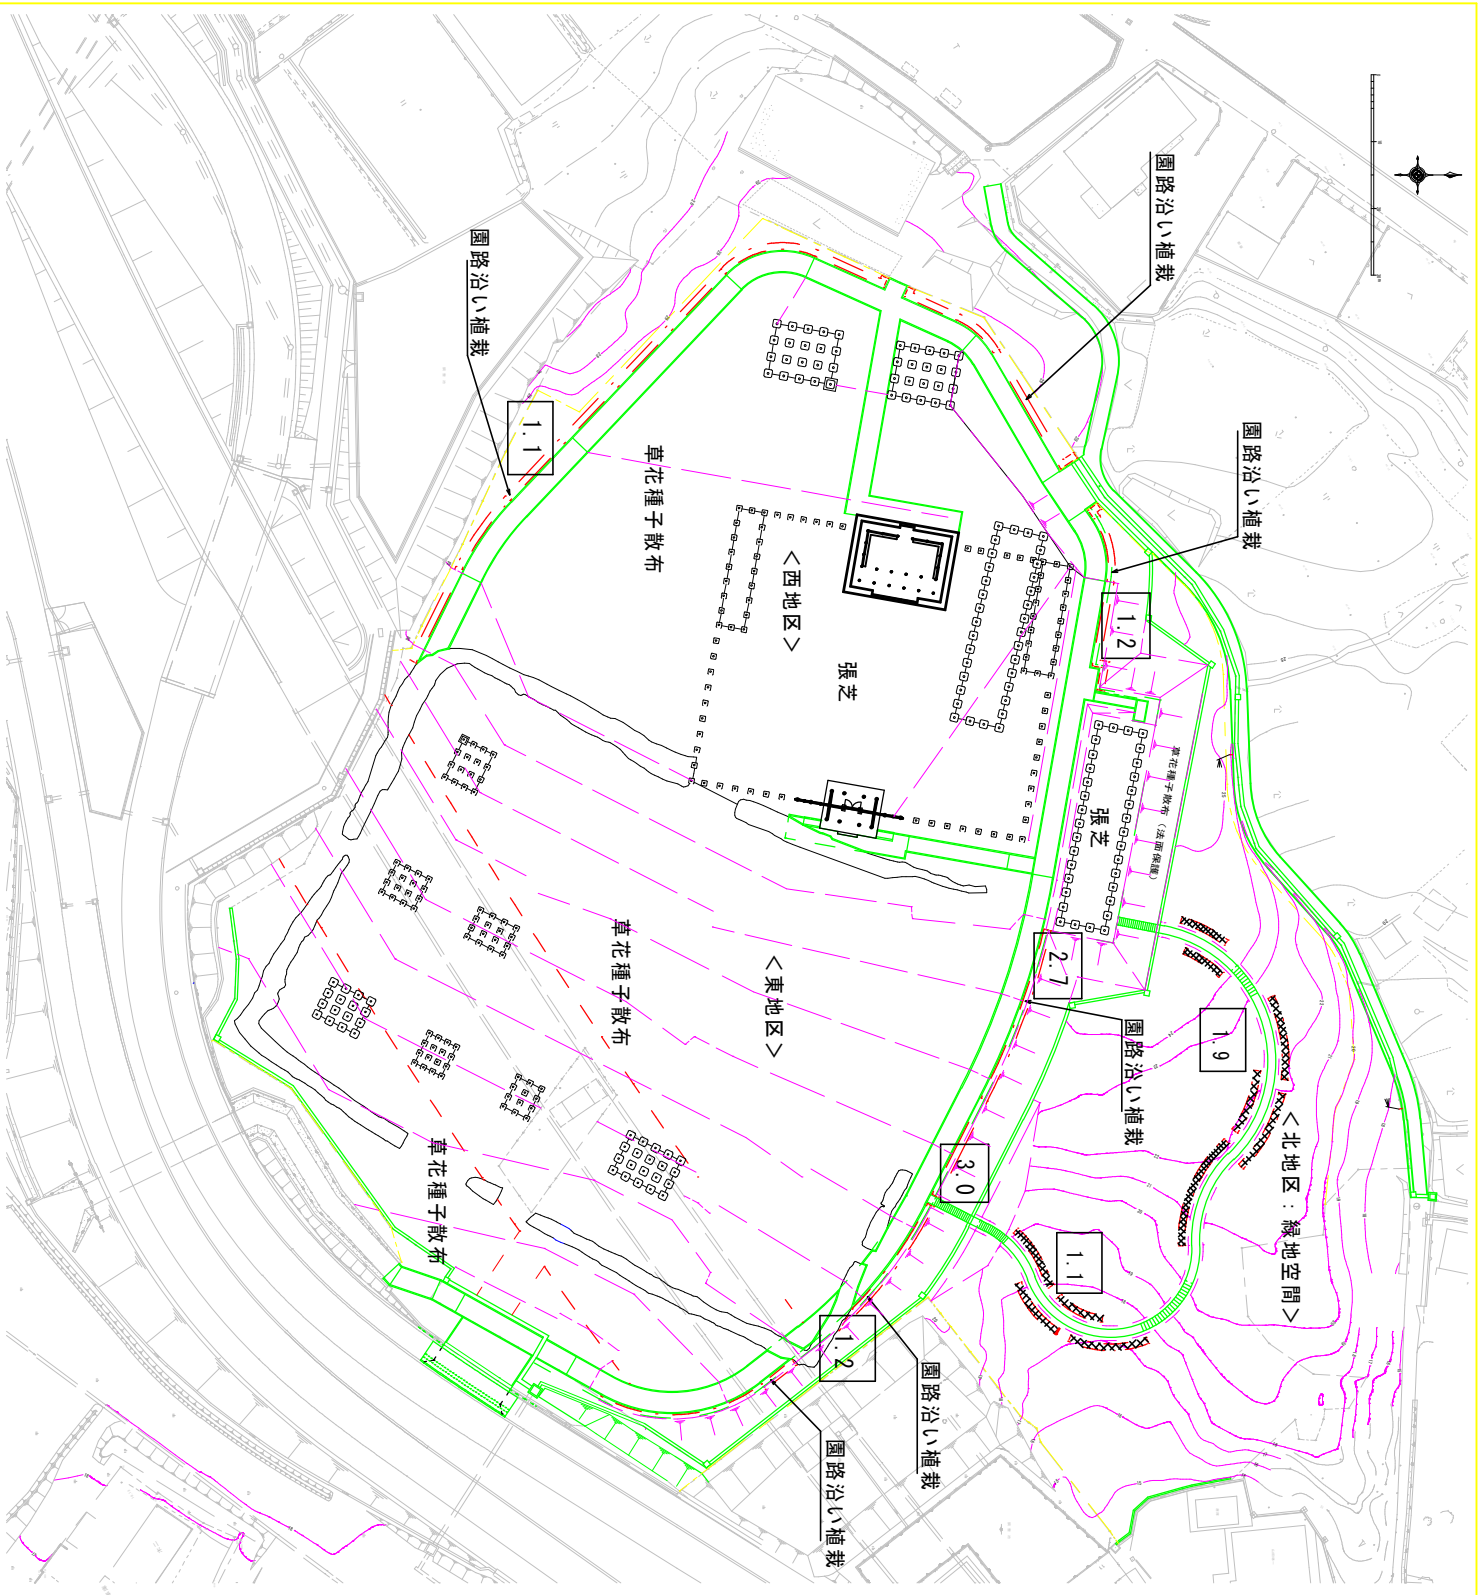 園路沿い植栽
園路沿い植栽
1.2
草花種子散布（法面保護）
張芝
<北地区：緑地空間>
1.9
1.1
園路沿い植栽
2.7
3.0
園路沿い植栽
1.2
園路沿い植栽
<西地区>
張芝
<東地区>
草花種子散布
草花種子散布
草花種子散布
1.1
園路沿い植栽